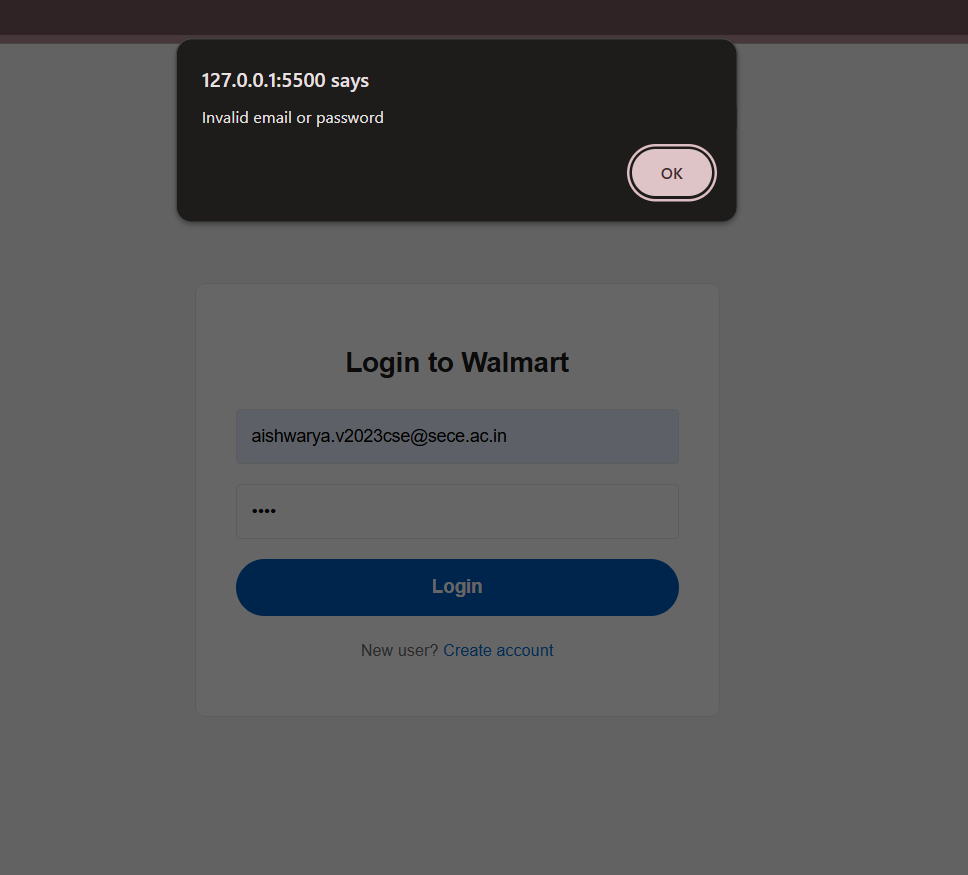 127.0.0.1:5500 says
Invalid email or password
OK
Login to Walmart
aishwarya.v2023cse@sece.ac.in
••••
Login
New user? Create account